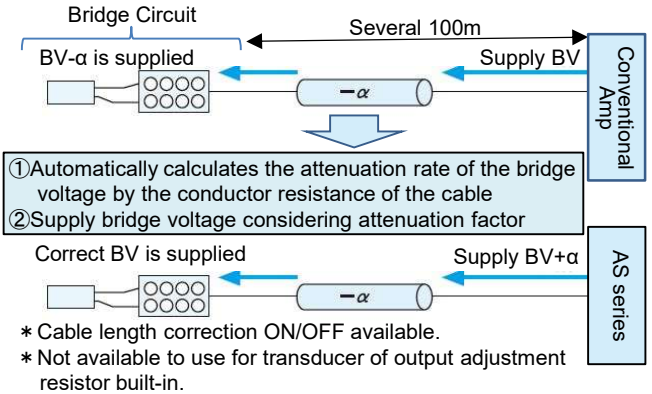 Bridge Circuit
Several 100m
BV-α is supplied
Supply BV
Conventional
Amp
−α
①Automatically calculates the attenuation rate of the bridge
voltage by the conductor resistance of the cable
②Supply bridge voltage considering attenuation factor
Correct BV is supplied
Supply BV+α
AS series
−α
*Cable length correction ON/OFF available.
*Not available to use for transducer of output adjustment
resistor built-in.